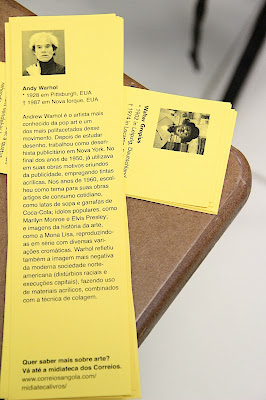 Andy Warhol
* 1928 em Pittsburgh, EUA
† 1987 em Nova Iorque, EUA
Andrew Warhol é o artista mais
conhecido da pop art e um
dos mais polifacetados desse
movimento. Depois de estudar
desenho, trabalhou como desen-
hista publicitário em Nova York. No
final dos anos de 1950, já utilizava
em suas obras motivos oriundos
da publicidade, empregando tintas
acrílicas. Nos anos de 1960, escol-
heu como tema para suas obras
artigos de consumo cotidiano,
como latas de sopa e garrafas de
Coca-Cola; ídolos populares, como
Marilyn Monroe e Elvis Presley;
e imagens da história da arte,
como a Mona Lisa, reproduzindo-
as em série com diversas vari-
ações cromáticas. Warhol refletiu
também a imagem mais negativa
da moderna sociedade norte-
americana (distúrbios raciais e
execuções capitais), fazendo uso
de materiais acrílicos, combinados
com a técnica de colagem.
Quer saber mais sobre arte?
Vá até a midiateca dos Correios.
www.correiosangola.com/
midiatecalivros/
Walter Gropius